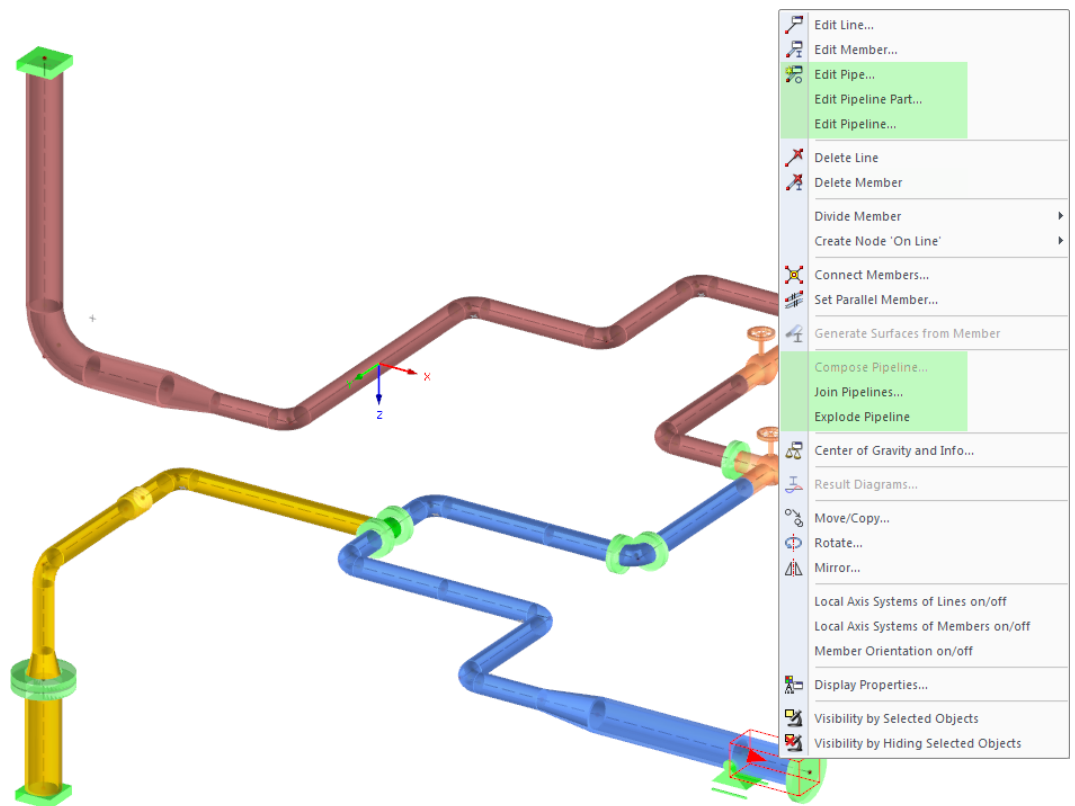 Edit Line...
Edit Member...
Edit Pipe...
Edit Pipeline Part...
Edit Pipeline...
Delete Line
Delete Member
Divide Member
Create Node 'On Line'
Connect Members...
Set Parallel Member...
Generate Surfaces from Member
Compose Pipeline...
Join Pipelines...
Explode Pipeline
Center of Gravity and Info...
Result Diagrams...
Move/Copy...
Rotate...
Mirror...
Local Axis Systems of Lines on/off
Local Axis Systems of Members on/off
Member Orientation on/off
Display Properties...
Visibility by Selected Objects
Visibility by Hiding Selected Objects
X
Z